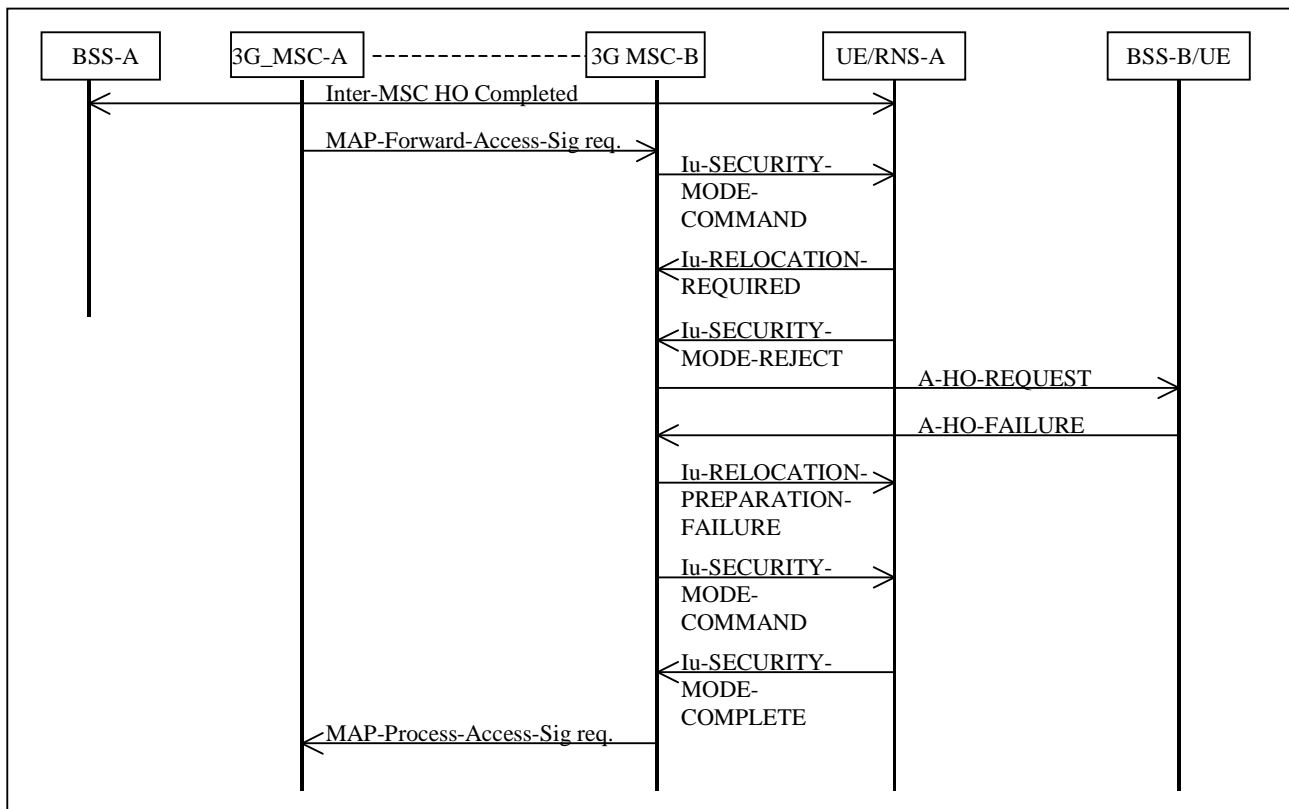 BSS-A
3G_MSC-A
3G MSC-B
UE/RNS-A
BSS-B/UE
Inter-MSC HO Completed
MAP-Forward-Access-Sig req.
Iu-SECURITY-
MODE-
COMMAND
Iu-RELOCATION-
REQUIRED
Iu-SECURITY-
MODE-REJECT
A-HO-REQUEST
A-HO-FAILURE
Iu-RELOCATION-
PREPARATION-
FAILURE
Iu-SECURITY-
MODE-
COMMAND
Iu-SECURITY-
MODE-
COMPLETE
MAP-Process-Access-Sig req.